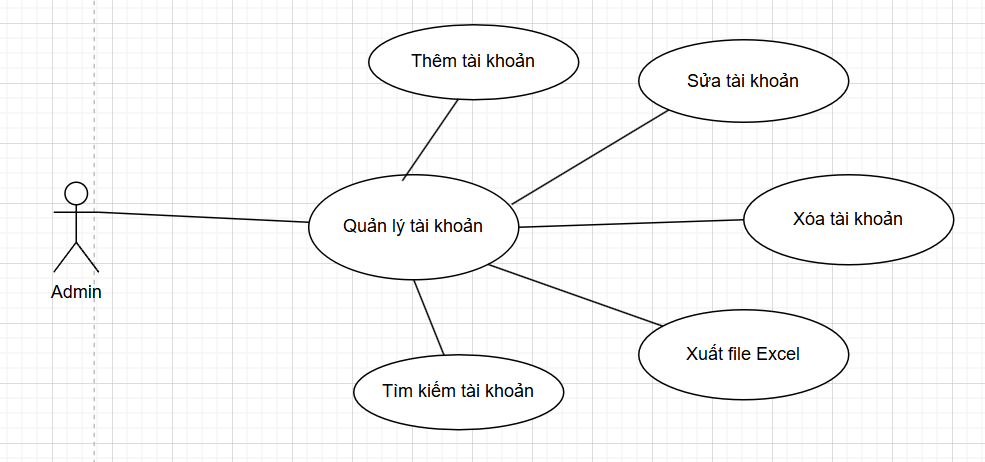 Thêm tài khoản
Sửa tài khoản
Quản lý tài khoản
Xóa tài khoản
Admin
Xuất file Excel
Tìm kiếm tài khoản